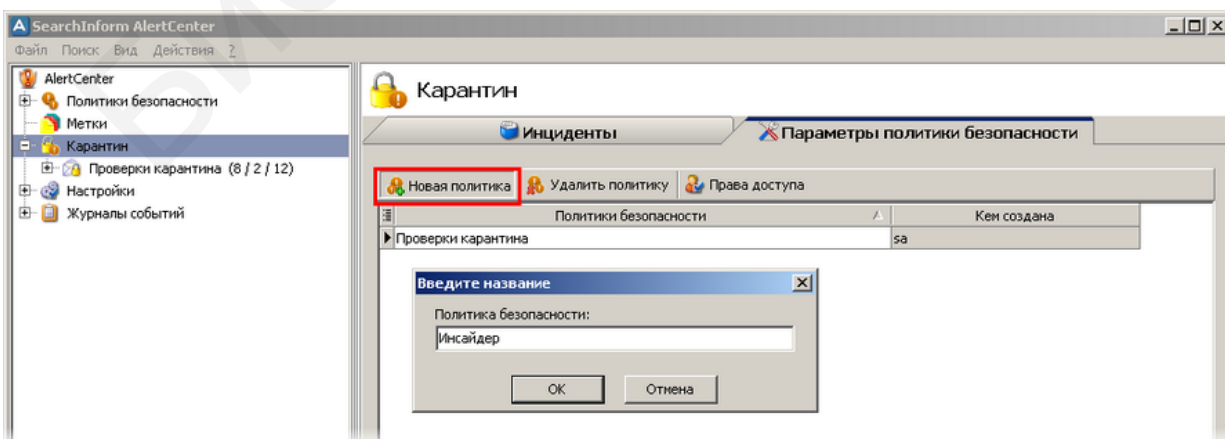 SearchInform AlertCenter
Файл Поиск Вид Действия ?
AlertCenter
Политики безопасности
Метки
Карантин
Проверки карантина (8 / 2 / 12)
Настройки
Журналы событий
Карантин
Инциденты
Параметры политики безопасности
Новая политика
Удалить политику
Права доступа
Политики безопасности
Кем создана
Проверки карантина
sa
Введите название
Политика безопасности:
Инсайдер
OK
Отмена